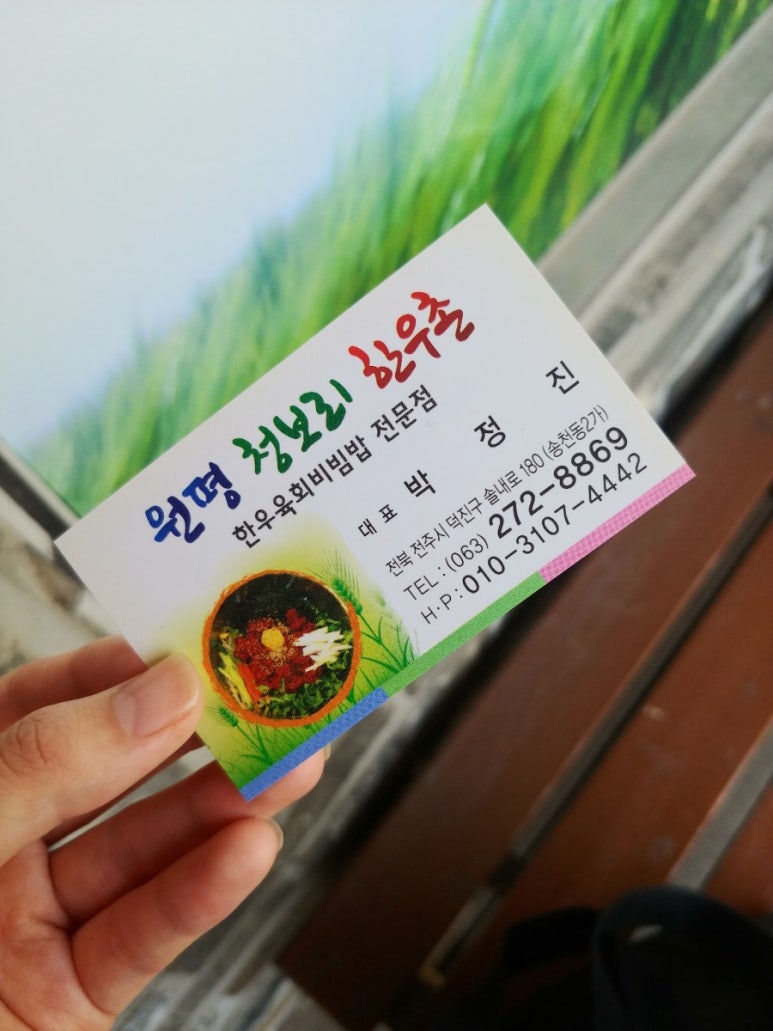 원평 청보리 한우촌
한우육회비빔밥 전문점
대표 박 정 진
전북 전주시 덕진구 솔내로 180 (송천동2가)
TEL : (063) 272-8869
H·P : 010-3107-4442